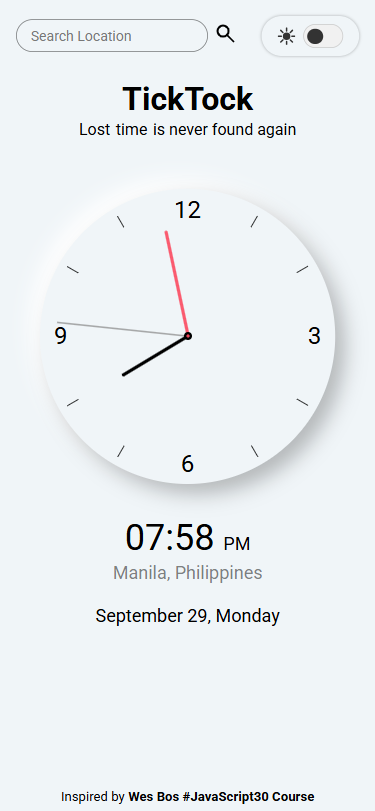 Search Location
TickTock
Lost time is never found again
12
9
3
6
07:58 PM
Manila, Philippines
September 29, Monday
Inspired by Wes Bos #JavaScript30 Course